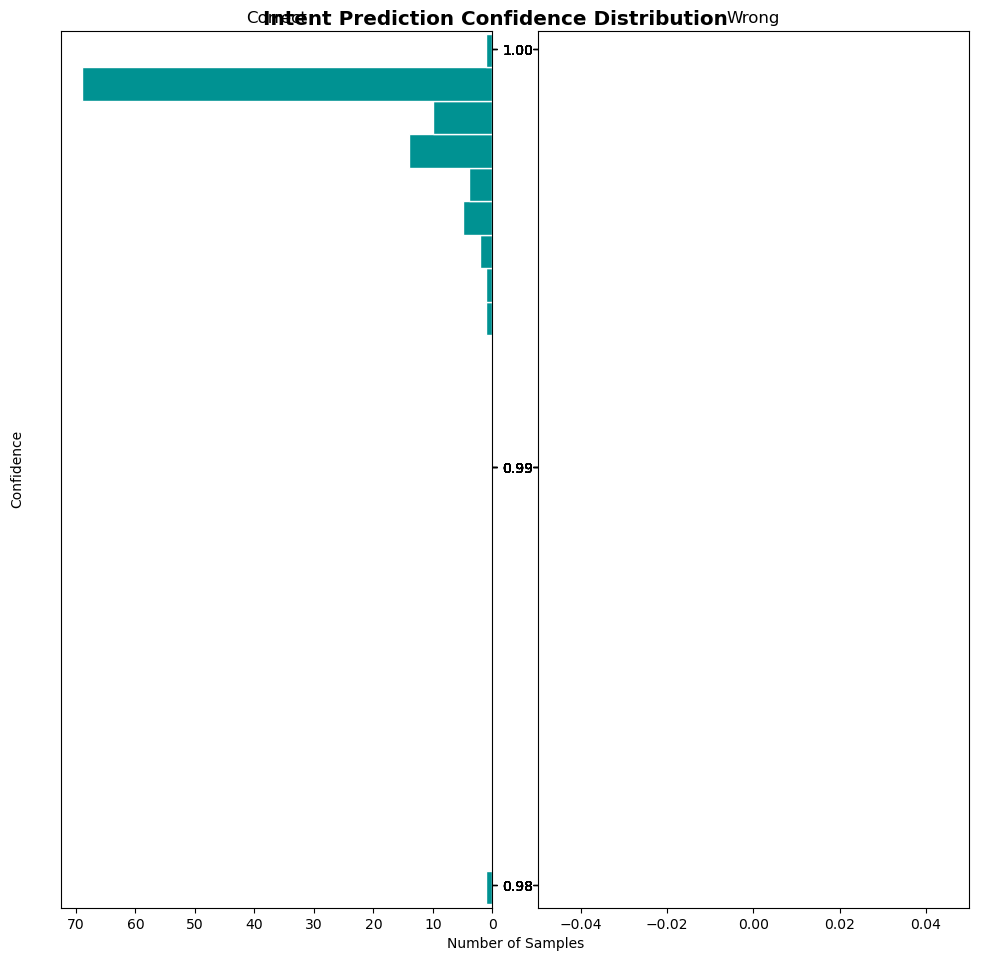 Intent Prediction Confidence Distribution
Correct
Wrong
Confidence
1.00
0.99
0.98
70 60 50 40 30 20 10 0
−0.04 −0.02 0.00 0.02 0.04
Number of Samples